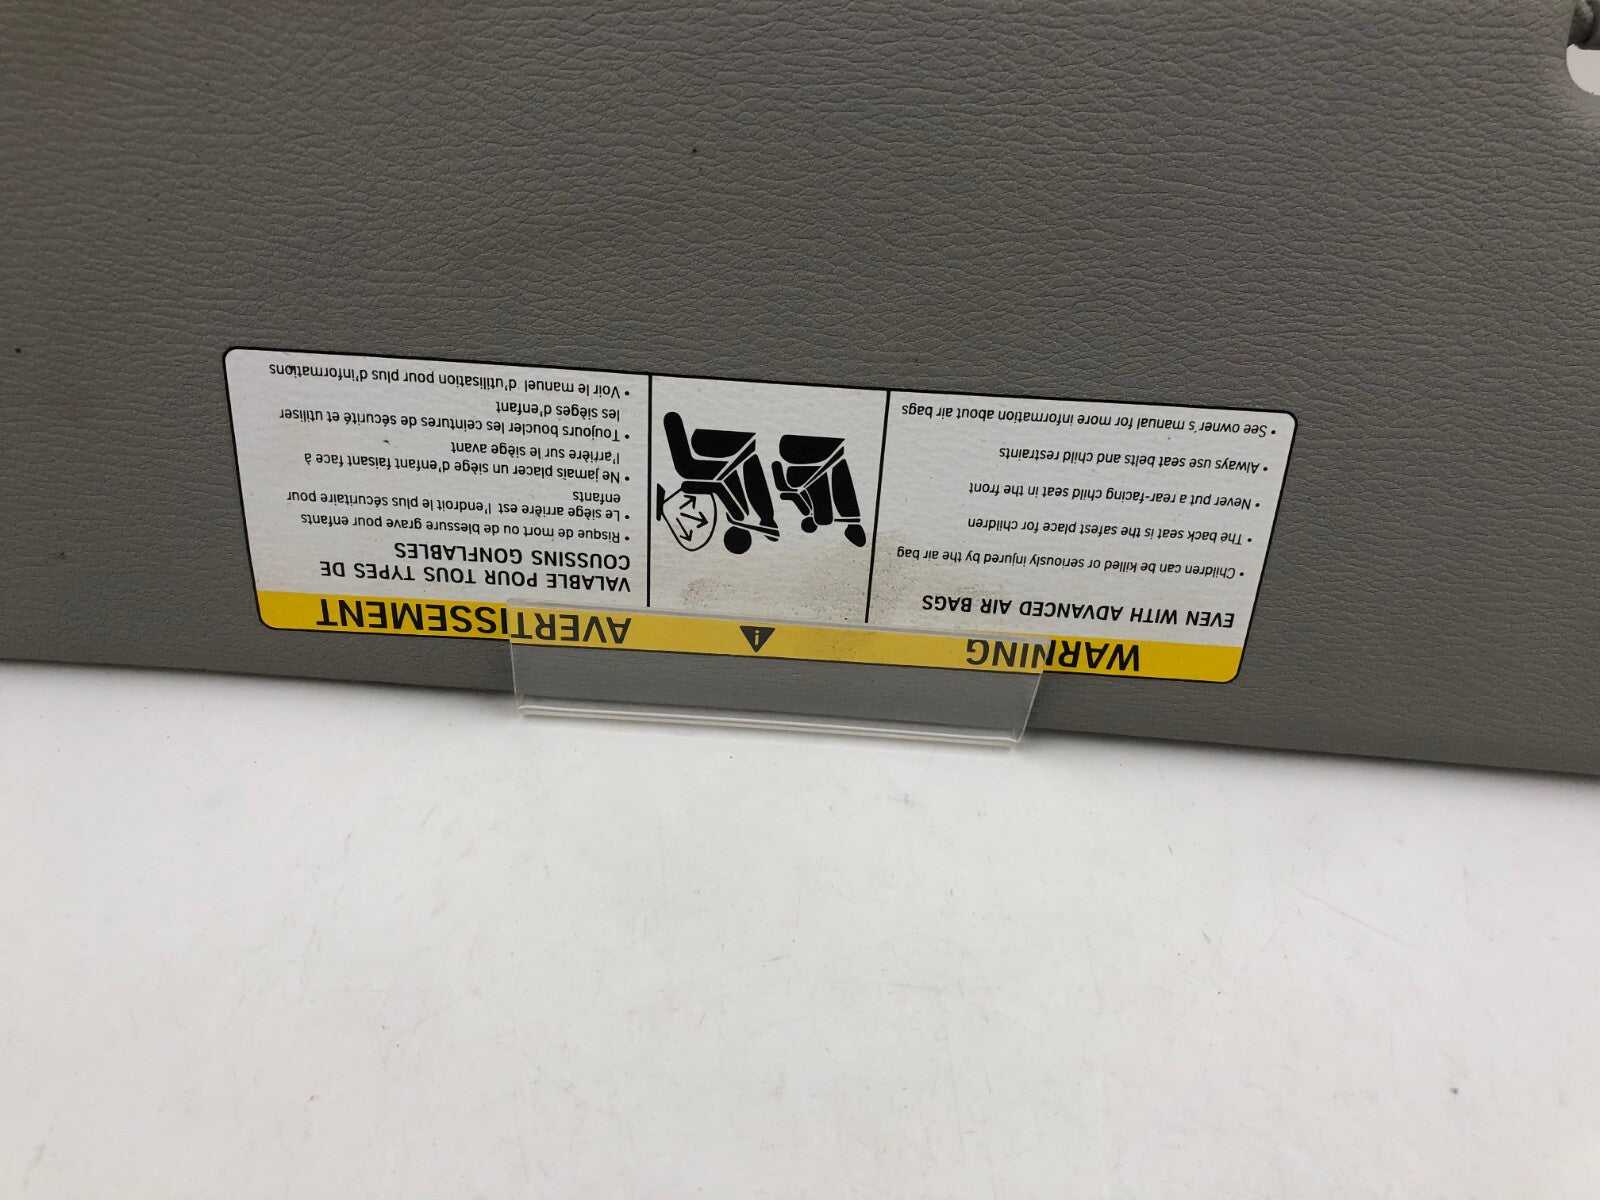 WARNING
EVEN WITH ADVANCED AIR BAGS
• Children can be killed or seriously injured by the air bag
• The back seat is the safest place for children
• Never put a rear-facing child seat in the front
• Always use seat belts and child restraints
• See owner's manual for more information about air bags
AVERTISSEMENT
VALABLE POUR TOUS TYPES DE
COUSSINS GONFLABLES
• Risque de mort ou de blessure grave pour enfants
• Le siège arrière est l'endroit le plus sécuritaire pour
enfants
• Ne jamais placer un siège d'enfant faisant face à
l'arrière sur le siège avant
• Toujours boucler les ceintures de sécurité et utiliser
les sièges d'enfant
• Voir le manuel d'utilisation pour plus d'informations